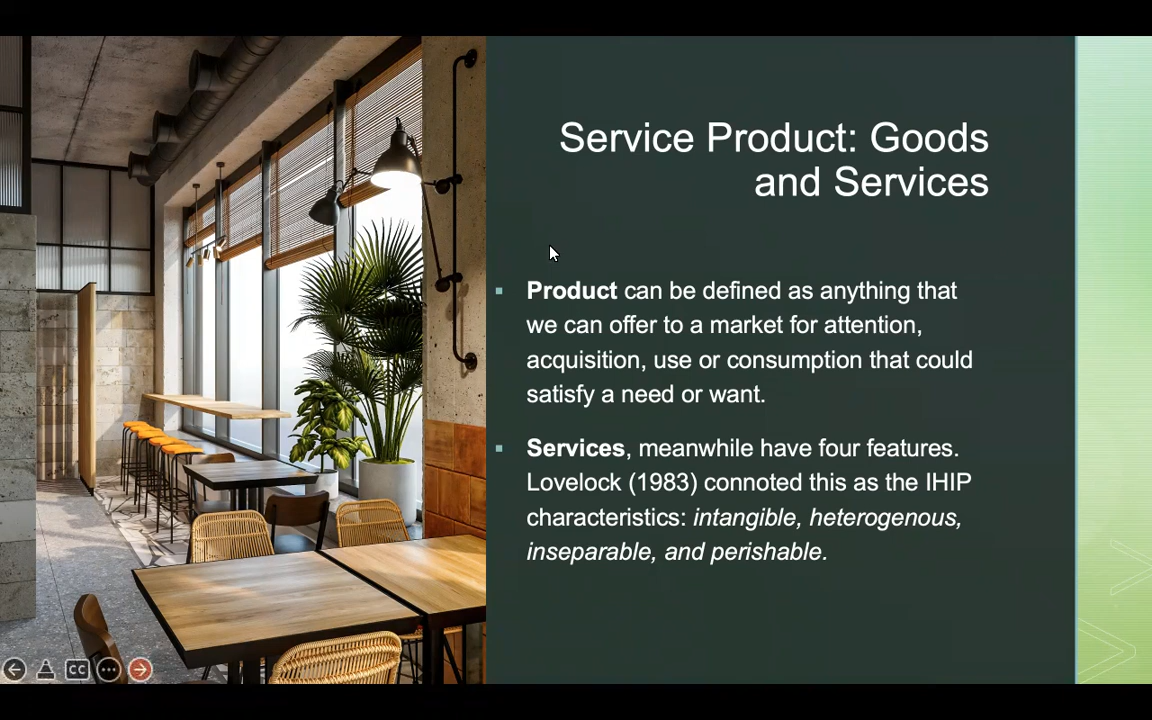 Service Product: Goods
and Services
▪ Product can be defined as anything that
we can offer to a market for attention,
acquisition, use or consumption that could
satisfy a need or want.
▪ Services, meanwhile have four features.
Lovelock (1983) connoted this as the IHIP
characteristics: intangible, heterogenous,
inseparable, and perishable.
CC